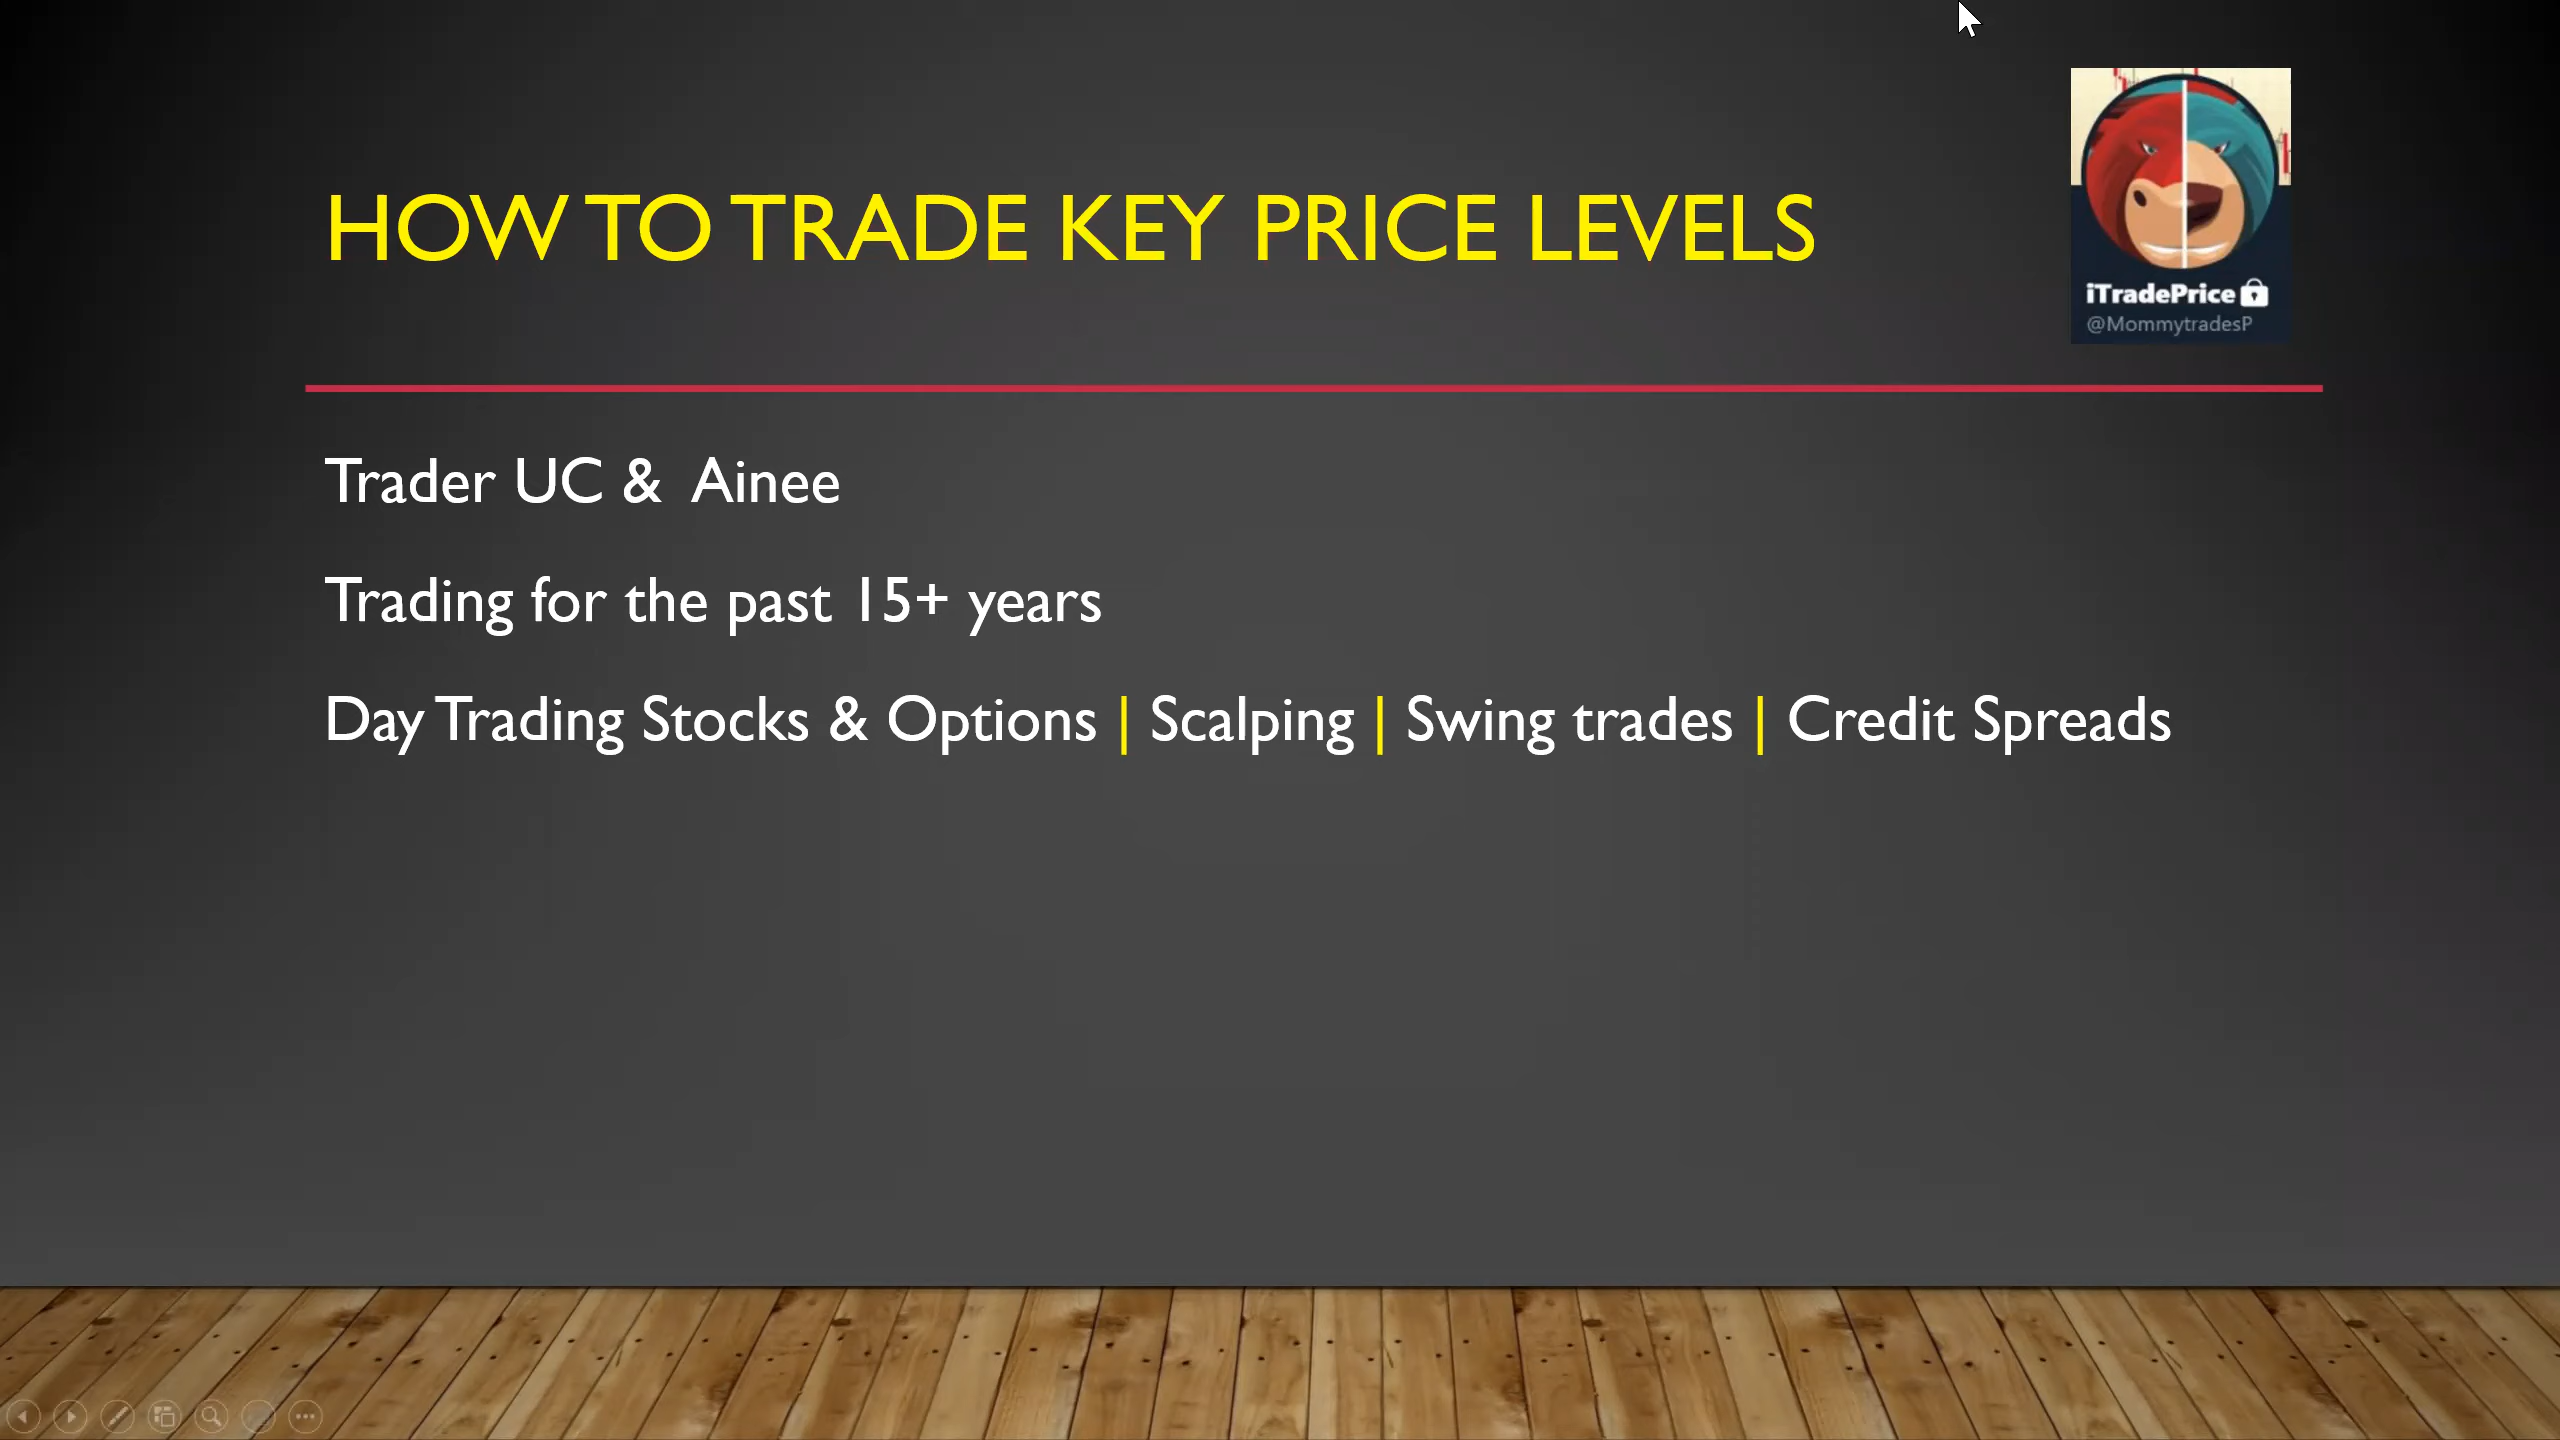 HOW TO TRADE KEY PRICE LEVELS
iTradePrice
@MommytradesP
Trader UC & Ainee
Trading for the past 15+ years
Day Trading Stocks & Options | Scalping | Swing trades | Credit Spreads